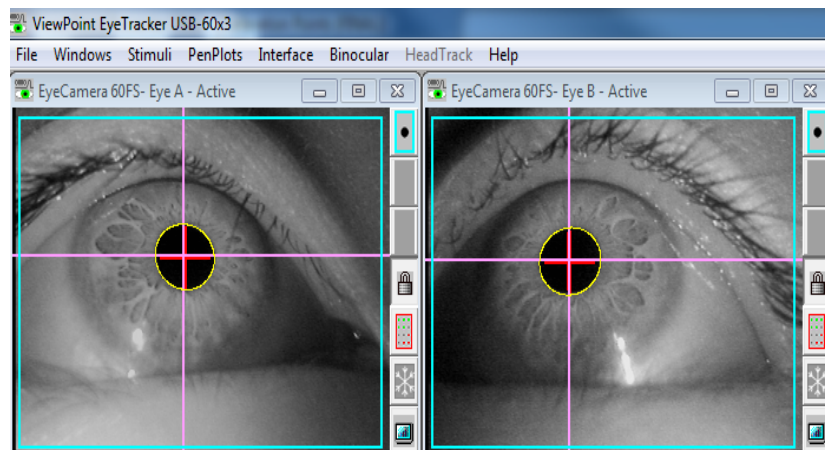 ViewPoint EyeTracker USB-60x3
File Windows Stimuli PenPlots Interface Binocular HeadTrack Help
EyeCamera 60FS- Eye A - Active
EyeCamera 60FS- Eye B - Active